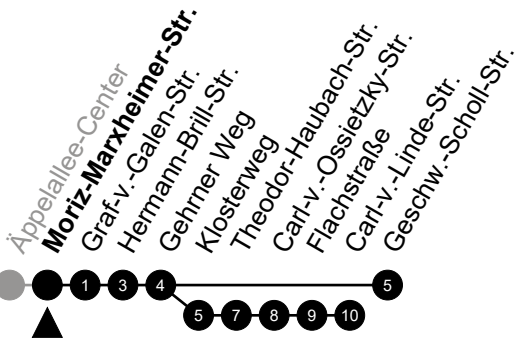 Äppelallee-Center
Moriz-Marxheimer-Str.
Graf-v.-Galen-Str.
Hermann-Brill-Str.
Gehrner Weg
Klosterweg
Theodor-Haubach-Str.
Carl-v.-OssietzKy-Str.
Flachstraße
Carl-v.-Linde-Str.
Geschw.-Scholl-Str.
1 3 4 5
5 7 8 9 10